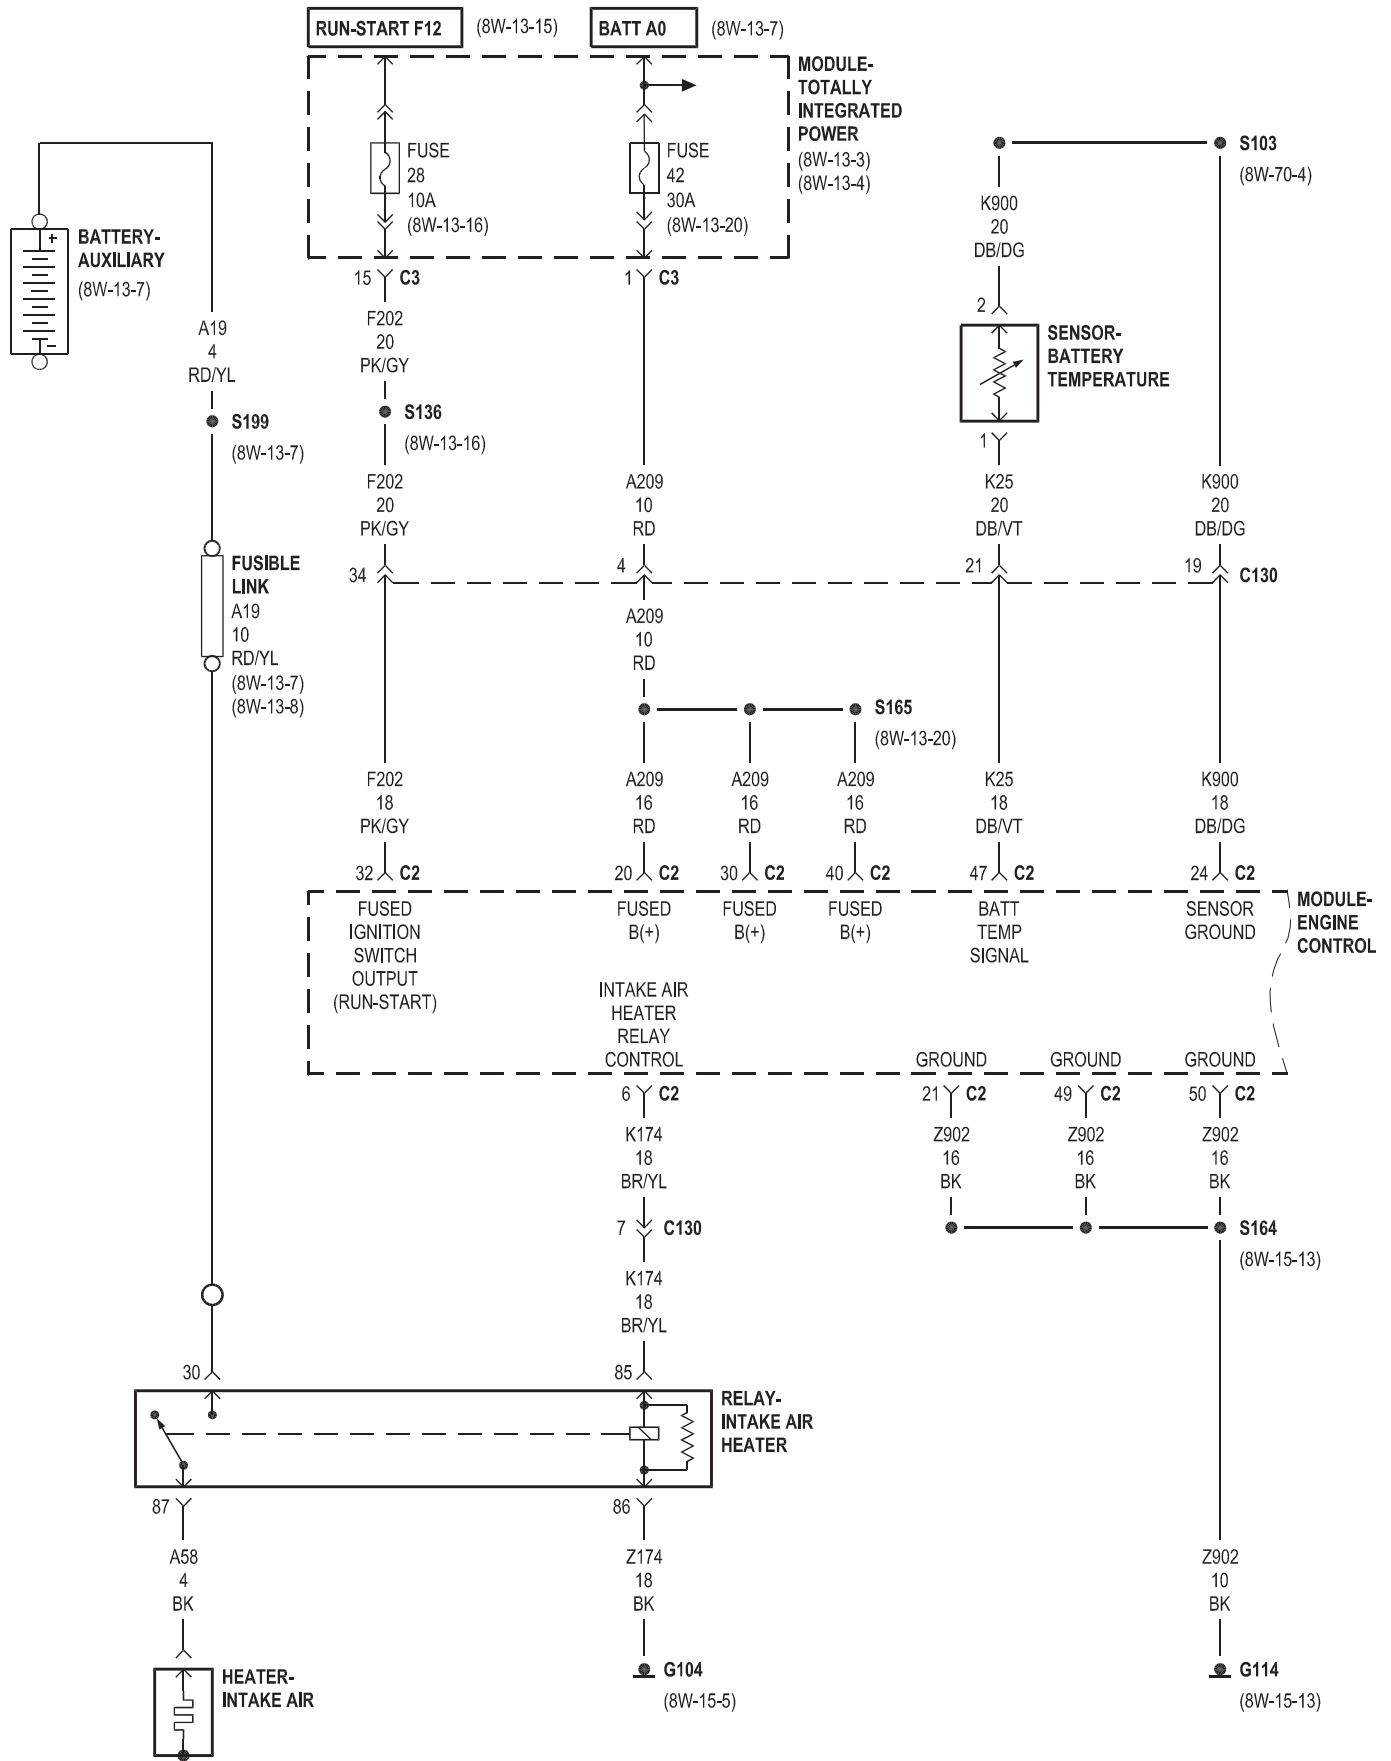 RUN-START F12 (8W-13-15) BATT A0 (8W-13-7)
MODULE-
TOTALLY
INTEGRATED
POWER
(8W-13-3)
(8W-13-4)
FUSE
28
10A
(8W-13-16)
FUSE
42
30A
(8W-13-20)
S103
(8W-70-4)
K900
20
DB/DG
+
-
BATTERY-
AUXILIARY
(8W-13-7)
15 C3
1 C3
2
SENSOR-
BATTERY
TEMPERATURE
1
A19
4
RD/YL
F202
20
PK/GY
S199
(8W-13-7)
S136
(8W-13-16)
F202
20
PK/GY
A209
10
RD
K25
20
DB/VT
K900
20
DB/DG
34
4
21
19
C130
FUSIBLE
LINK
A19
10
RD/YL
(8W-13-7)
(8W-13-8)
A209
10
RD
S165
(8W-13-20)
F202
18
PK/GY
A209
16
RD
A209
16
RD
A209
16
RD
K25
18
DB/VT
K900
18
DB/DG
32 C2
20 C2
30 C2
40 C2
47 C2
24 C2
FUSED
IGNITION
SWITCH
OUTPUT
(RUN-START)
FUSED
B(+)
FUSED
B(+)
FUSED
B(+)
BATT
TEMP
SIGNAL
SENSOR
GROUND
MODULE-
ENGINE
CONTROL
INTAKE AIR
HEATER
RELAY
CONTROL
GROUND
GROUND
GROUND
6 C2
21 C2
49 C2
50 C2
K174
18
BR/YL
Z902
16
BK
Z902
16
BK
Z902
16
BK
7 C130
S164
(8W-15-13)
K174
18
BR/YL
30
85
RELAY-
INTAKE AIR
HEATER
87
86
A58
4
BK
Z174
18
BK
Z902
10
BK
HEATER-
INTAKE AIR
G104
(8W-15-5)
G114
(8W-15-13)